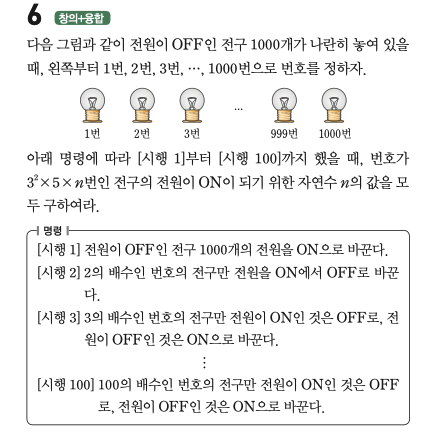 6 창의+융합
다음 그림과 같이 전원이 OFF인 전구 1000개가 나란히 놓여 있을
때, 왼쪽부터 1번, 2번, 3번, …, 1000번으로 번호를 정하자.
…
1번 2번 3번 999번 1000번
아래 명령에 따라 [시행 1]부터 [시행 100]까지 했을 때, 번호가
3²×5×n번인 전구의 전원이 ON이 되기 위한 자연수 n의 값을 모
두 구하여라.
명령
[시행 1] 전원이 OFF인 전구 1000개의 전원을 ON으로 바꾼다.
[시행 2] 2의 배수인 번호의 전구만 전원을 ON에서 OFF로 바꾼
다.
[시행 3] 3의 배수인 번호의 전구만 전원이 ON인 것은 OFF로, 전
원이 OFF인 것은 ON으로 바꾼다.
⋮
[시행 100] 100의 배수인 번호의 전구만 전원이 ON인 것은 OFF
로, 전원이 OFF인 것은 ON으로 바꾼다.